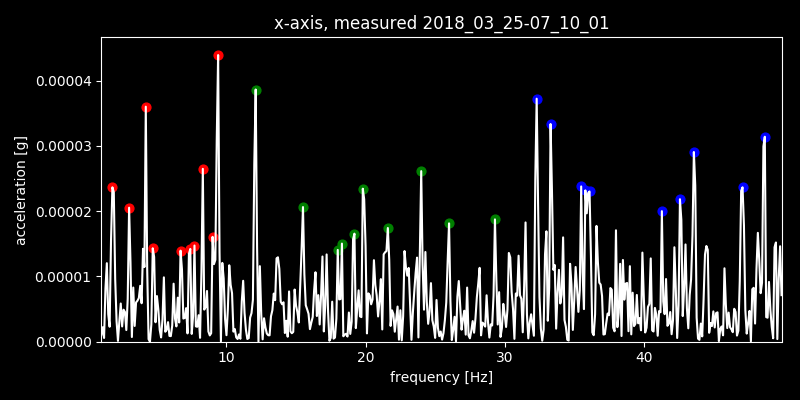 x-axis, measured 2018_03_25-07_10_01
acceleration [g]
0.00004
0.00003
0.00002
0.00001
0.00000
10 20 30 40
frequency [Hz]